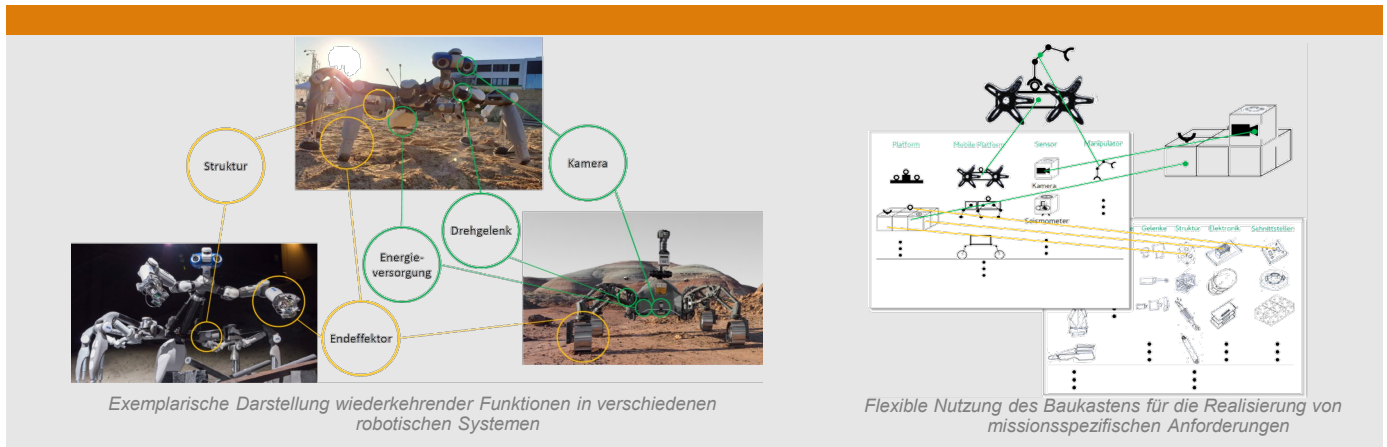 Struktur
Kamera
Drehgelenk
Energie-
versorgung
Endeffektor
Exemplarische Darstellung wiederkehrender Funktionen in verschiedenen
robotischen Systemen
Platform Mobile Platform Sensor Manipulator
Kamera
Seismometer
Gelenke Struktur Elektronik Schnittstellen
Flexible Nutzung des Baukastens für die Realisierung von
missionsspezifischen Anforderungen